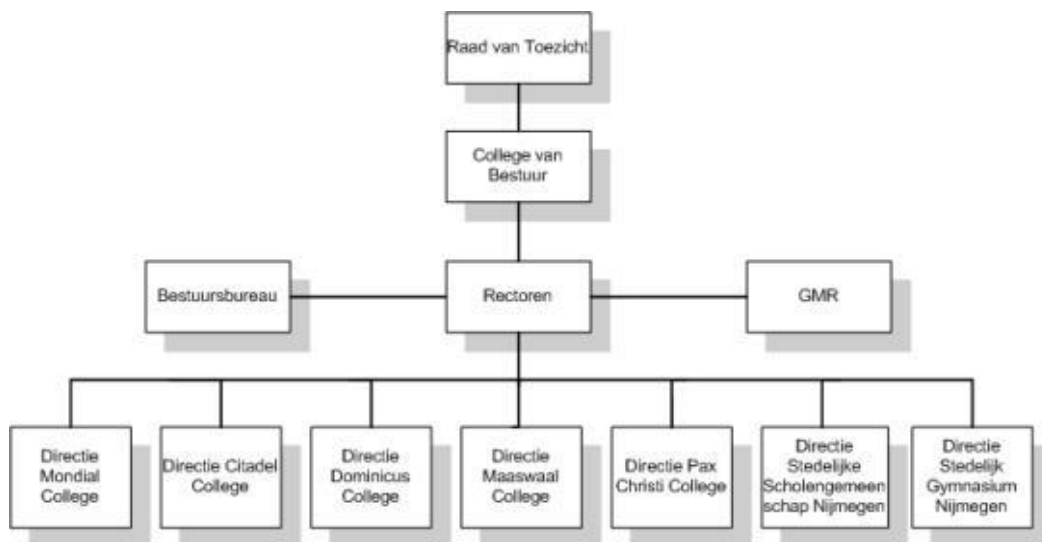 Raad van Toezicht
College van
Bestuur
Bestuursbureau
Rectoren
GMR
Directie
Mondial
College
Directie Citadel
College
Directie
Dominicus
College
Directie
Maaswaal
College
Directie Pax
Christi College
Directie
Stedelijke
Scholengemeen
schap Nijmegen
Directie
Stedelijk
Gymnasium
Nijmegen